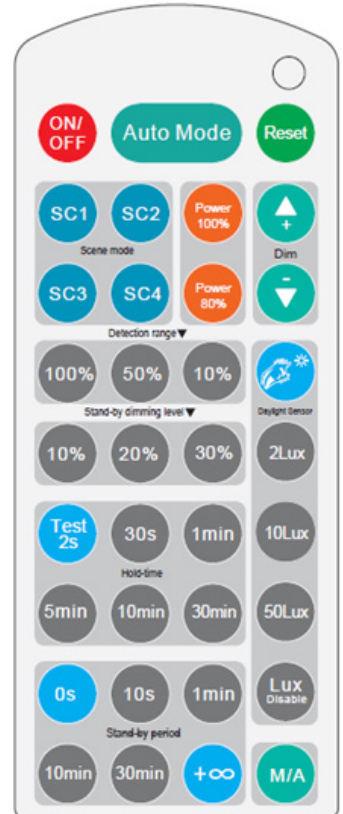 ON/
OFF
Auto Mode
Reset
SC1
SC2
Power
100%
+
Scene mode
Dim
SC3
SC4
Power
80%
-
Detection range▼
100%
50%
10%
Stand-by dimming level▼
Daylight Sensor
10%
20%
30%
2Lux
Test
2s
30s
1min
10Lux
Hold-time
5min
10min
30min
50Lux
0s
10s
1min
Lux
Disable
Stand-by period
10min
30min
+∞
M/A